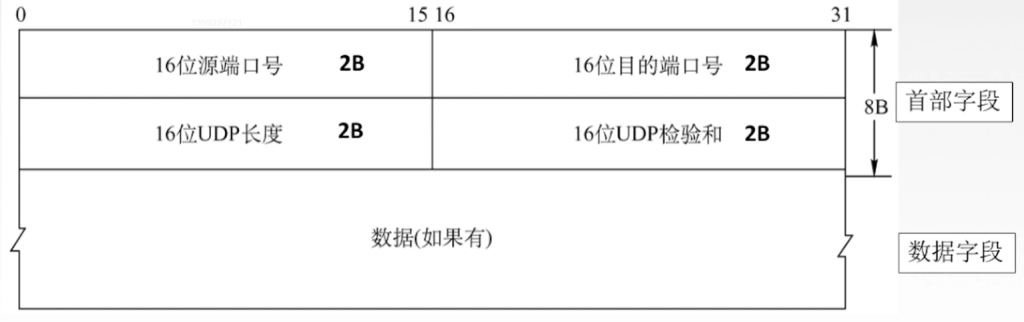 0 15 16 31
16位源端口号 2B 16位目的端口号 2B
8B 首部字段
16位UDP长度 2B 16位UDP检验和 2B
数据(如果有) 数据字段